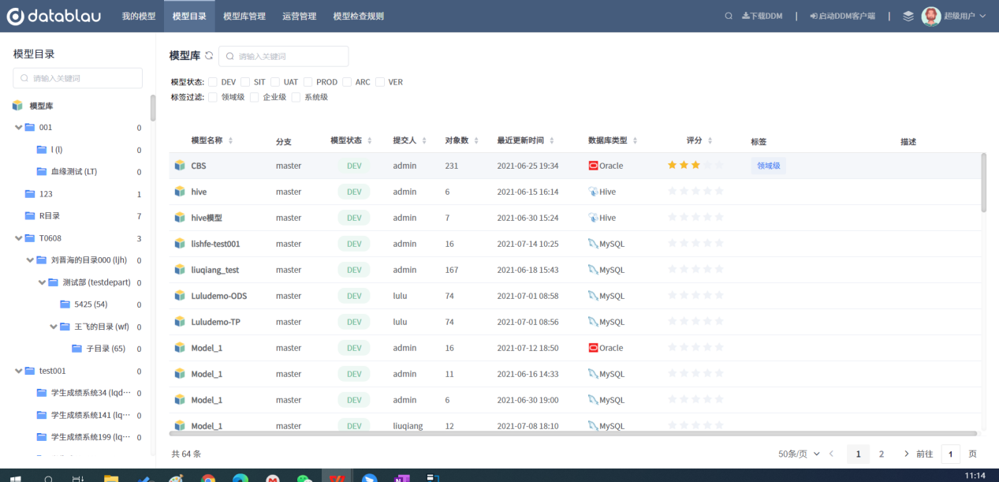 datablau 我的模型 模型目录 模型库管理 运营管理 模型检查规则 下载DDM | 启动DDM客户端 | 超级用户
模型目录
请输入关键词
模型库
001 0
l (l) 0
血缘测试 (LT) 0
123 1
R目录 7
T0608 3
刘晋海的目录000 (ljh) 0
测试部 (testdepart) 0
5425 (54) 0
王飞的目录 (wf) 0
子目录 (65) 0
test001 0
学生成绩系统34 (lqd··· 0
学生成绩系统141 (lq··· 0
学生成绩系统199 (lq··· 0
模型库 请输入关键词
模型状态: DEV SIT UAT PROD ARC VER
标签过滤: 领域级 企业级 系统级
模型名称 分支 模型状态 提交人 对象数 最近更新时间 数据库类型 评分 标签 描述
CBS master DEV admin 231 2021-06-25 19:34 Oracle 领域级
hive master DEV admin 6 2021-06-15 16:14 Hive
hive模型 master DEV admin 7 2021-06-30 15:24 Hive
lishfe-test001 master DEV admin 16 2021-07-14 10:25 MySQL
liuqiang_test master DEV admin 167 2021-06-18 15:43 MySQL
Luludemo-ODS master DEV lulu 74 2021-07-01 08:58 MySQL
Luludemo-TP master DEV lulu 74 2021-07-01 08:56 MySQL
Model_1 master DEV admin 16 2021-07-12 18:50 Oracle
Model_1 master DEV admin 11 2021-06-16 14:33 MySQL
Model_1 master DEV admin 6 2021-06-30 19:00 MySQL
Model_1 master DEV liuqiang 12 2021-07-08 18:10 MySQL
共 64 条 50条/页 1 2 前往 1 页
11:14